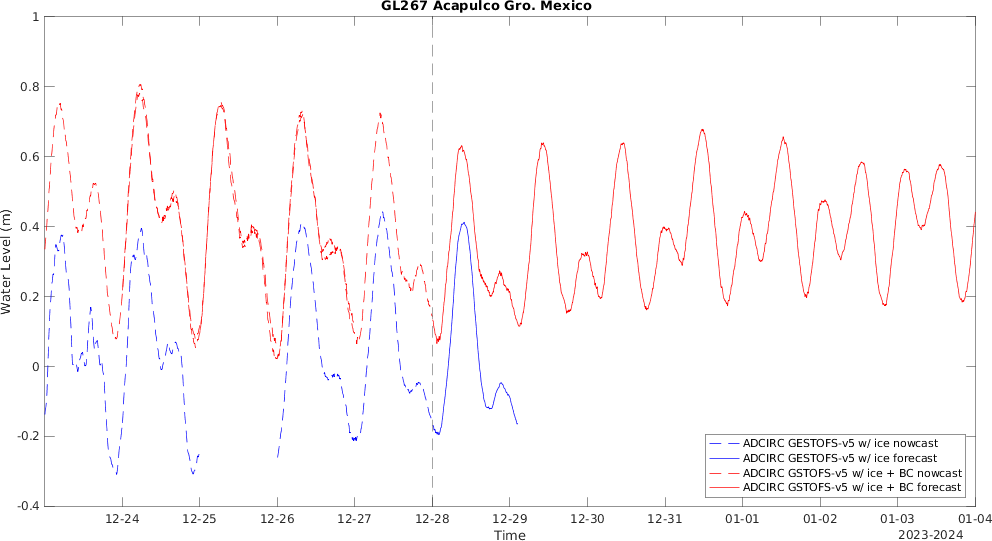 GL267 Acapulco Gro. Mexico
Water Level (m)
1
0.8
0.6
0.4
0.2
0
-0.2
-0.4
ADCIRC GESTOFS-v5 w/ ice nowcast
ADCIRC GESTOFS-v5 w/ ice forecast
ADCIRC GSTOFS-v5 w/ ice + BC nowcast
ADCIRC GSTOFS-v5 w/ ice + BC forecast
12-24 12-25 12-26 12-27 12-28 12-29 12-30 12-31 01-01 01-02 01-03 01-04
Time
2023-2024